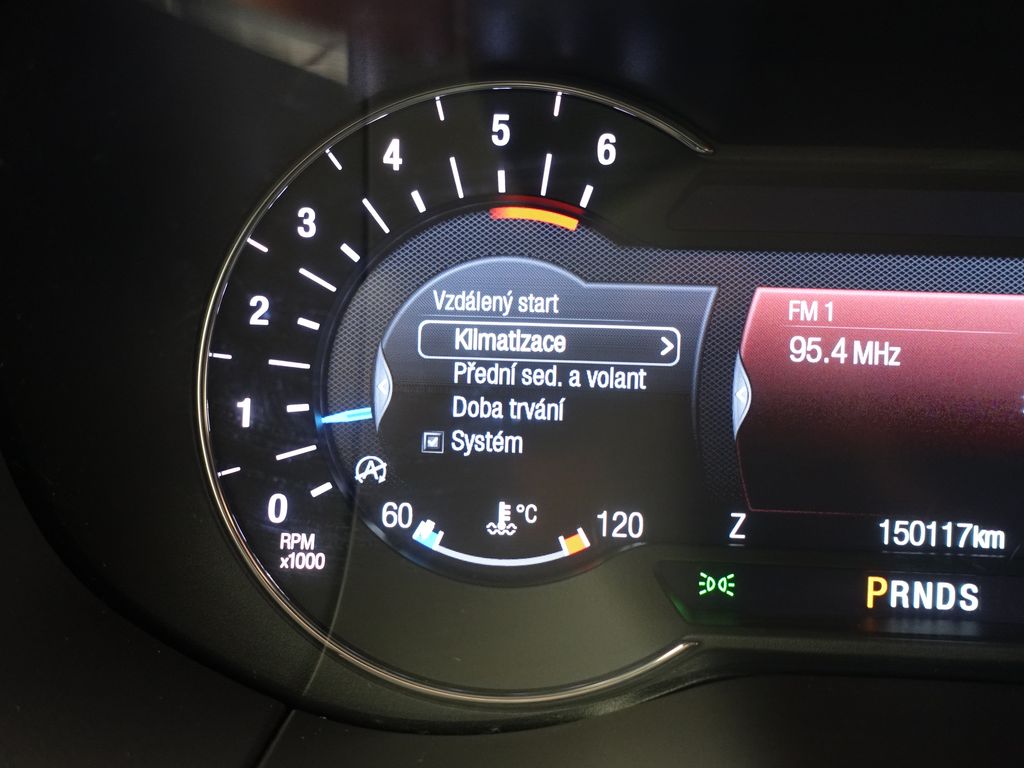 6
5
4
3
2
1
0
RPM
x1000
Vzdálený start
Klimatizace
Přední sed. a volant
Doba trvání
Systém
A
60 °C 120
FM 1
95.4 MHz
Z 150117km
PRNDS